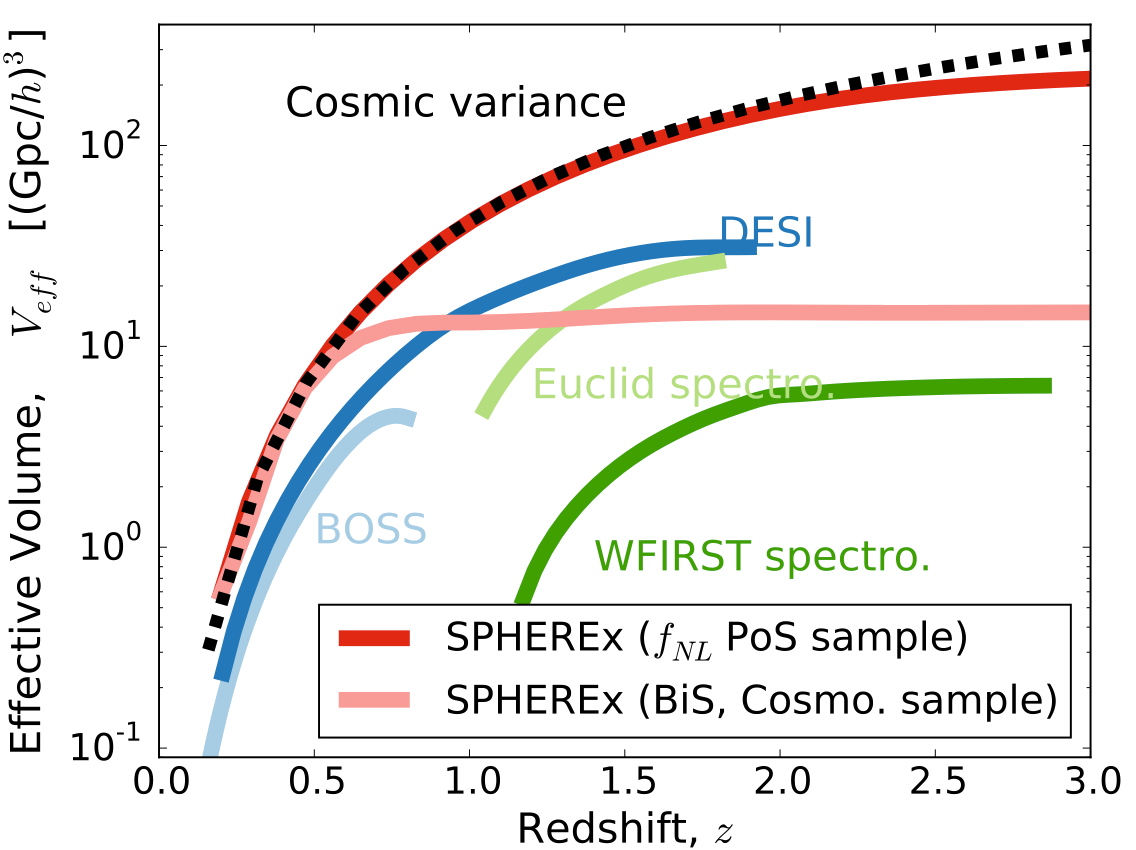 Effective Volume, V_eff [(Gpc/h)^3]
10^2
10^1
10^0
10^-1
Cosmic variance
DESI
Euclid spectro.
BOSS
WFIRST spectro.
SPHEREx (f_NL PoS sample)
SPHEREx (BiS, Cosmo. sample)
0.0 0.5 1.0 1.5 2.0 2.5 3.0
Redshift, z